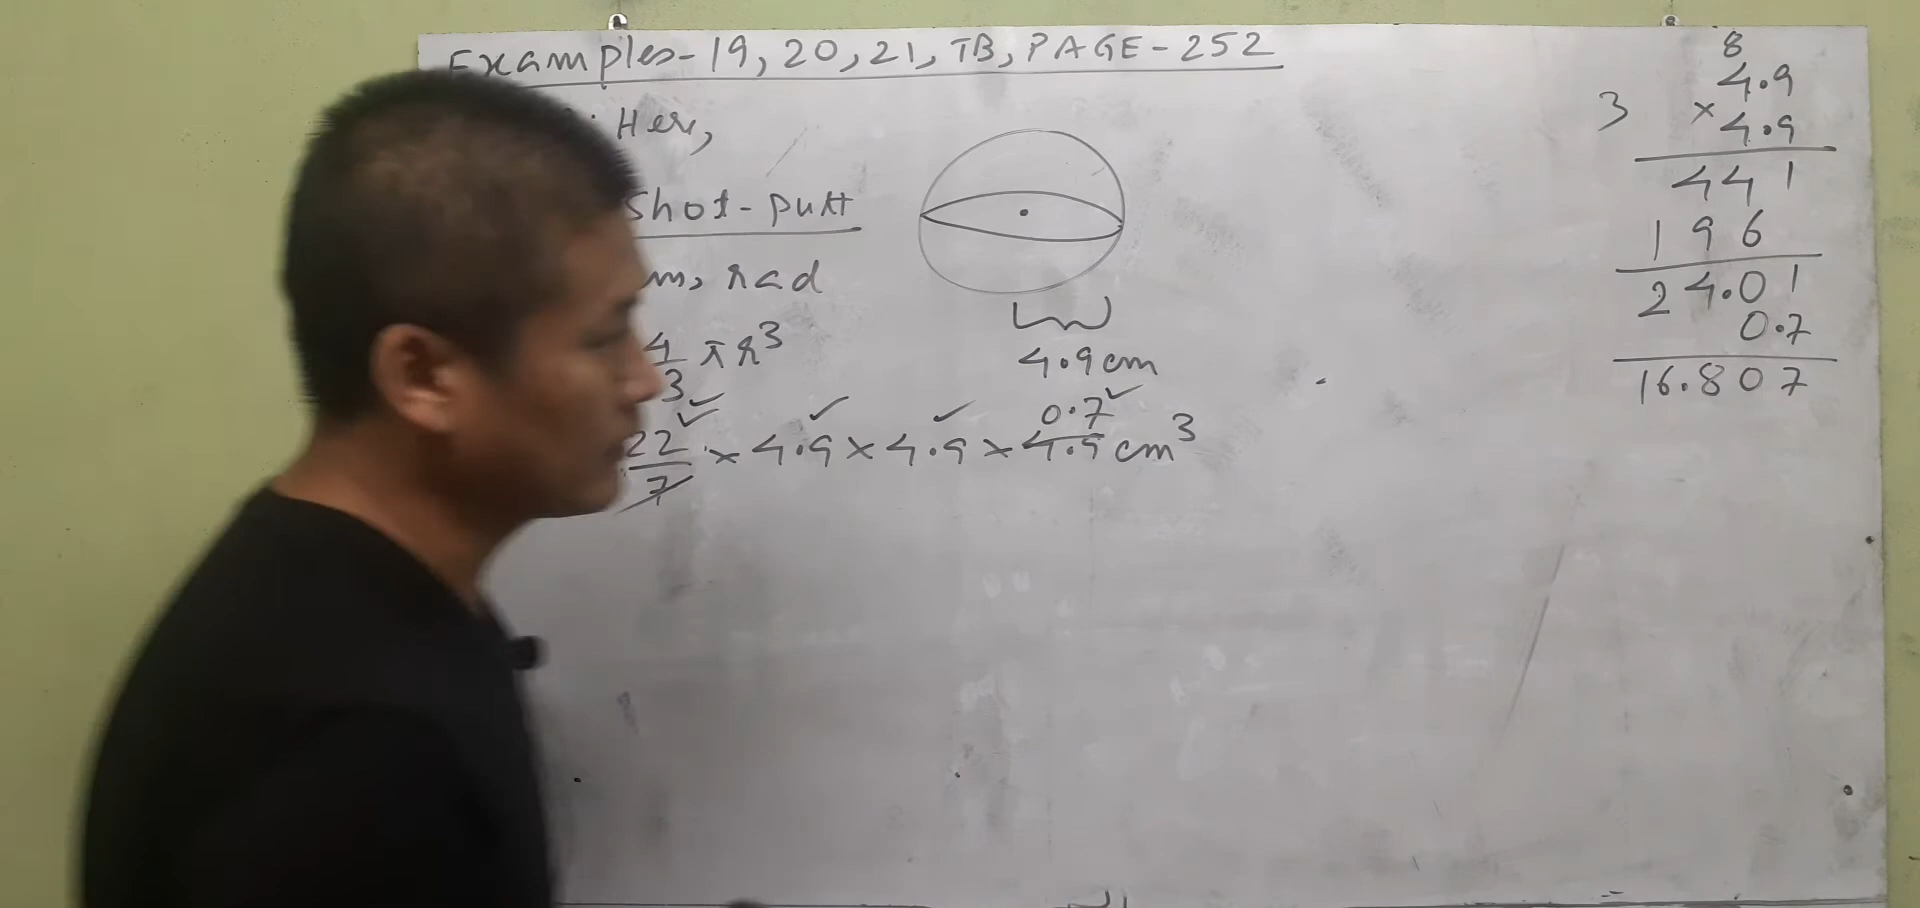 Examples-19, 20, 21, TB, PAGE-252
: Here,
Shot-putt
m, rad
4/3 πr³
22/7 × 4.9 × 4.9 × 4.9 cm³
0.7
4.9cm
3
8
4.9
× 4.9
441
196
24.01
0.7
16.807